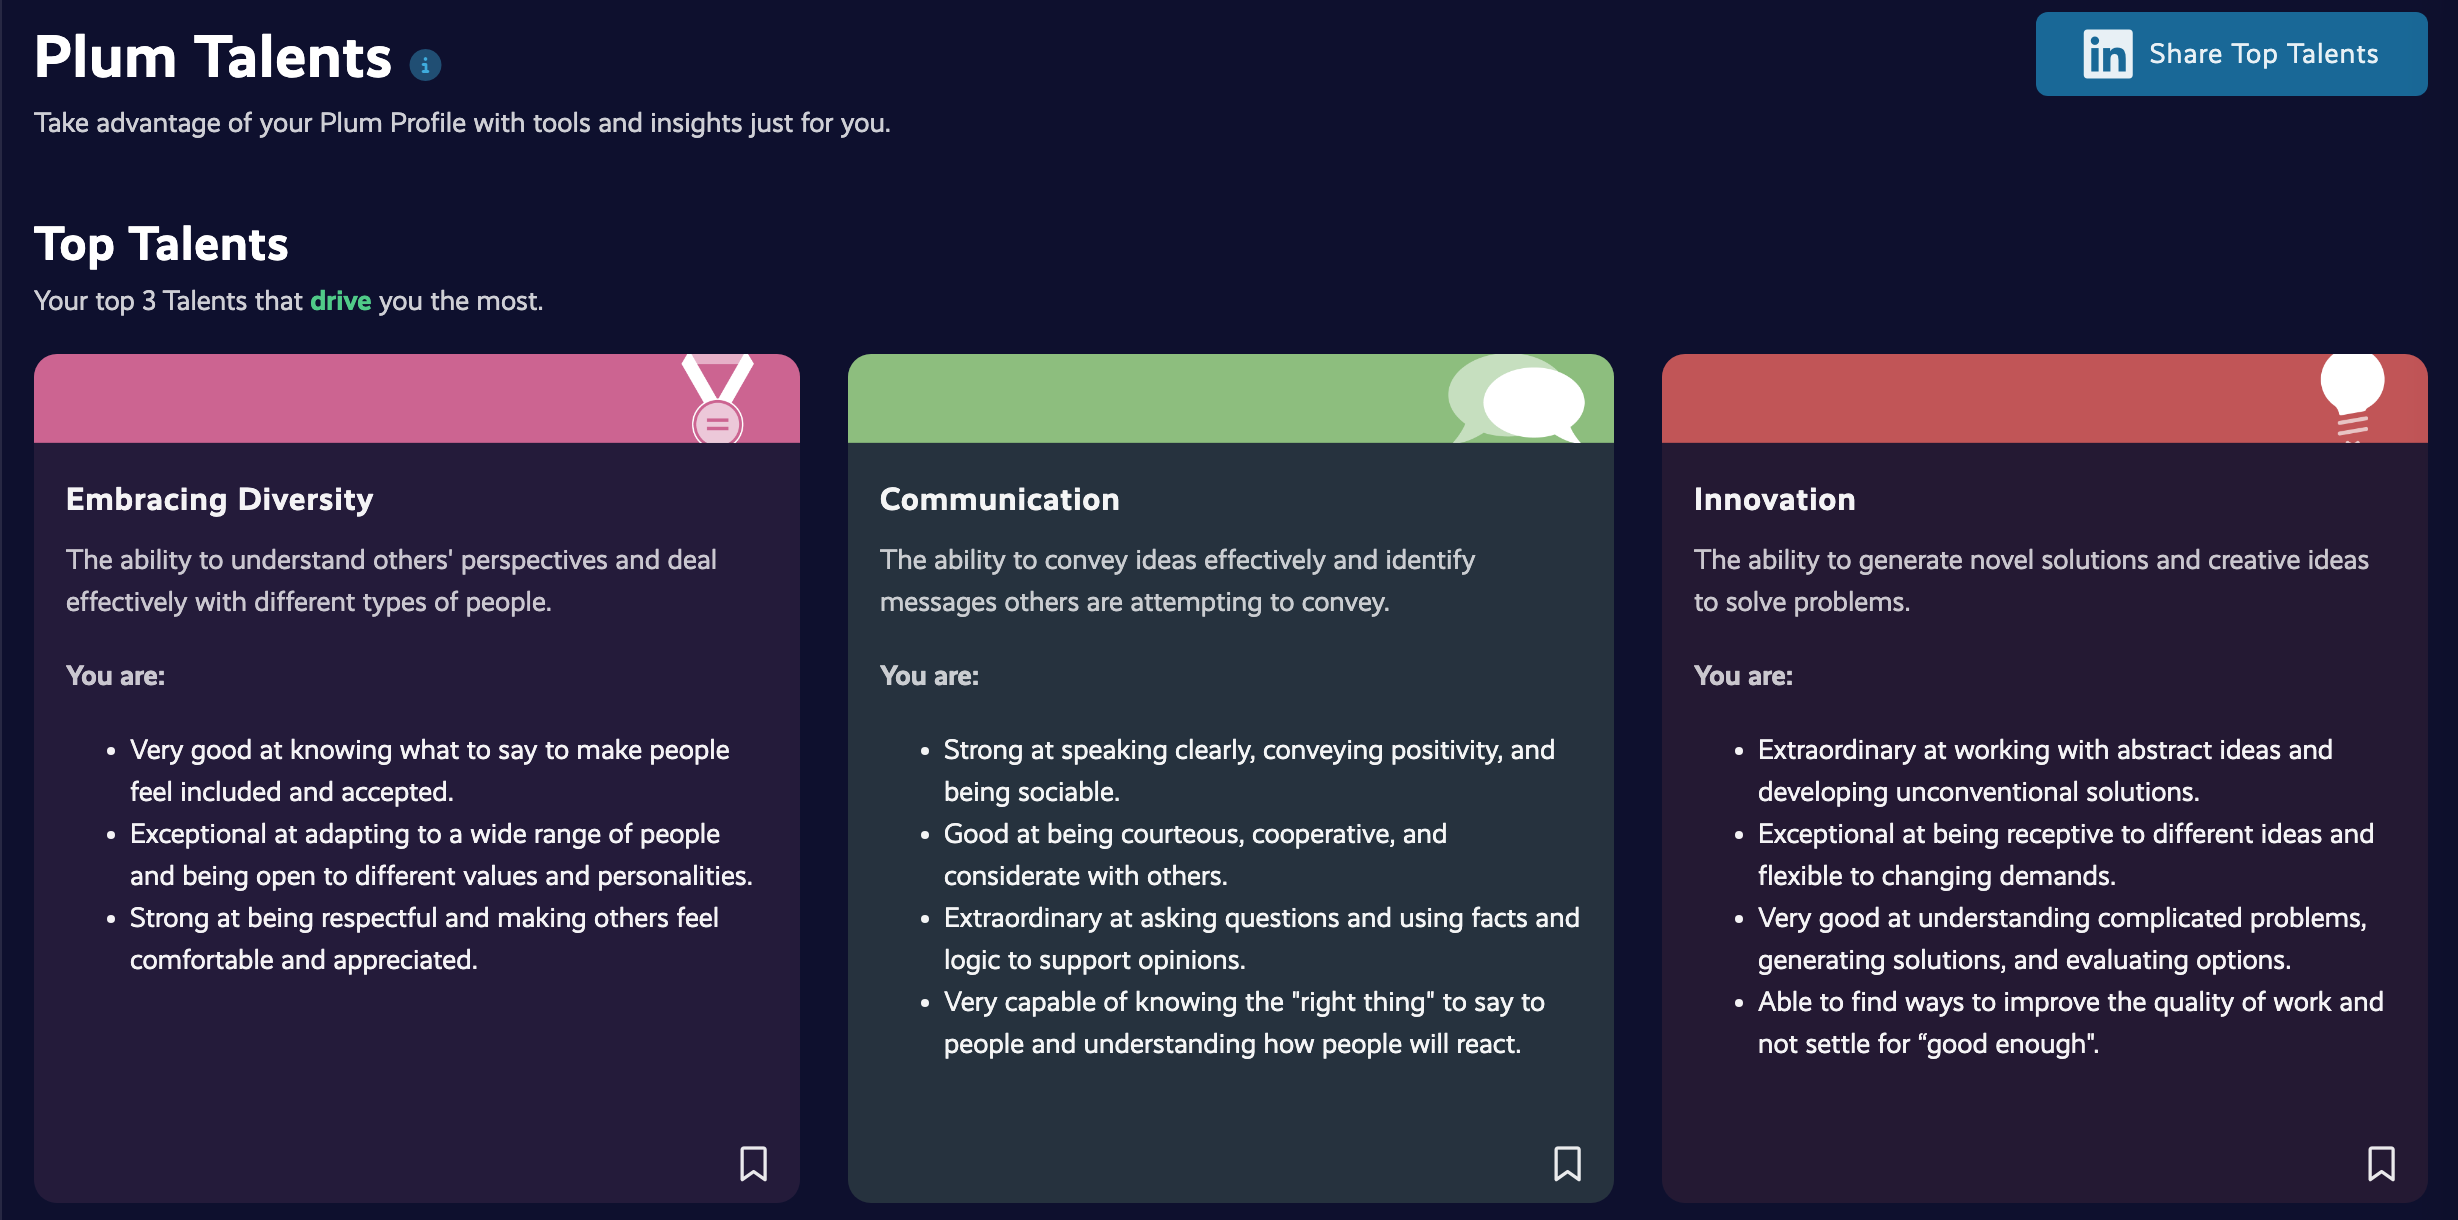 Plum Talents
i
in Share Top Talents
Take advantage of your Plum Profile with tools and insights just for you.
Top Talents
Your top 3 Talents that drive you the most.
Embracing Diversity
The ability to understand others' perspectives and deal
effectively with different types of people.
You are:
• Very good at knowing what to say to make people
feel included and accepted.
• Exceptional at adapting to a wide range of people
and being open to different values and personalities.
• Strong at being respectful and making others feel
comfortable and appreciated.
Communication
The ability to convey ideas effectively and identify
messages others are attempting to convey.
You are:
• Strong at speaking clearly, conveying positivity, and
being sociable.
• Good at being courteous, cooperative, and
considerate with others.
• Extraordinary at asking questions and using facts and
logic to support opinions.
• Very capable of knowing the "right thing" to say to
people and understanding how people will react.
Innovation
The ability to generate novel solutions and creative ideas
to solve problems.
You are:
• Extraordinary at working with abstract ideas and
developing unconventional solutions.
• Exceptional at being receptive to different ideas and
flexible to changing demands.
• Very good at understanding complicated problems,
generating solutions, and evaluating options.
• Able to find ways to improve the quality of work and
not settle for “good enough".